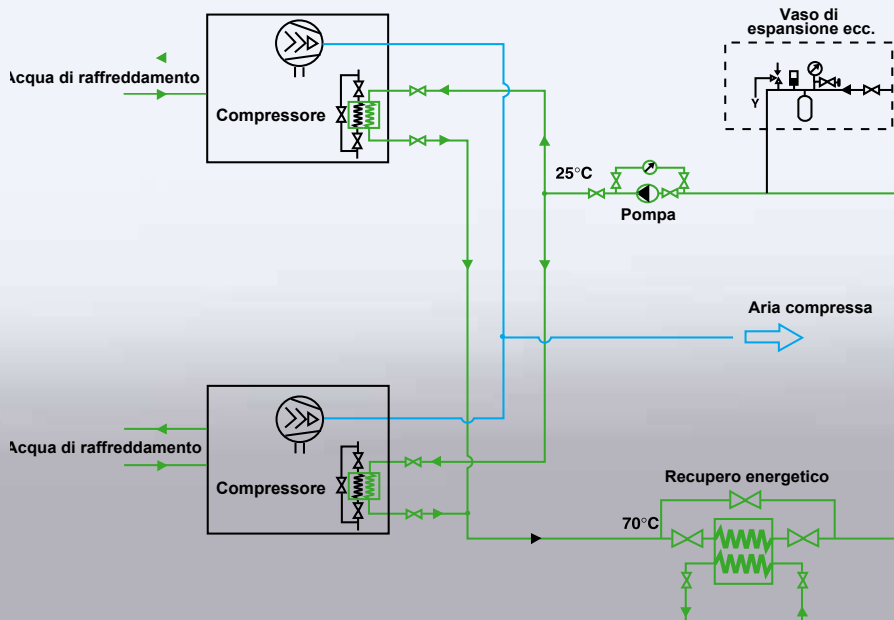 Vaso di
espansione ecc.
Acqua di raffreddamento
Compressore
Y
25°C
Pompa
Aria compressa
Acqua di raffreddamento
Compressore
Recupero energetico
70°C